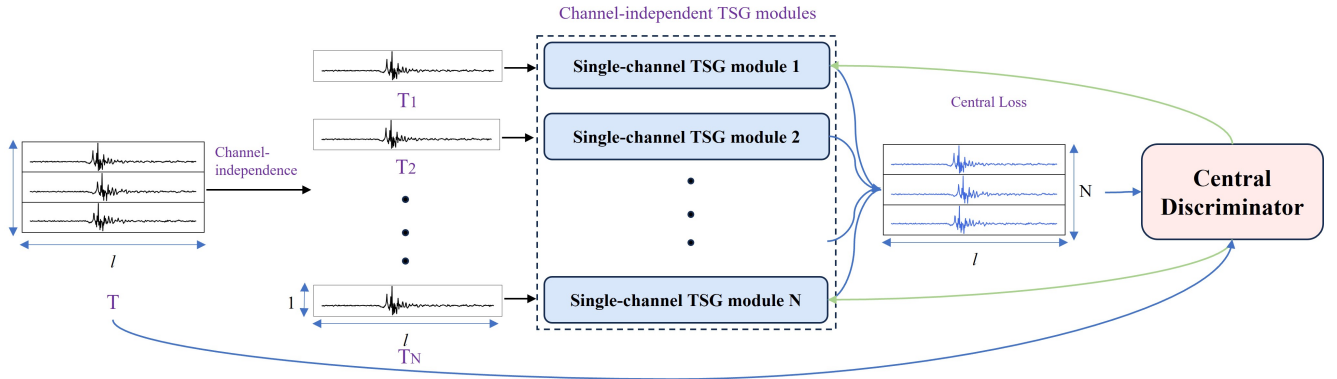 Channel-independent TSG modules
Single-channel TSG module 1
T1
Central Loss
Single-channel TSG module 2
Channel-
independence
T2
N
Central
Discriminator
l
l
T
1
Single-channel TSG module N
l
TN